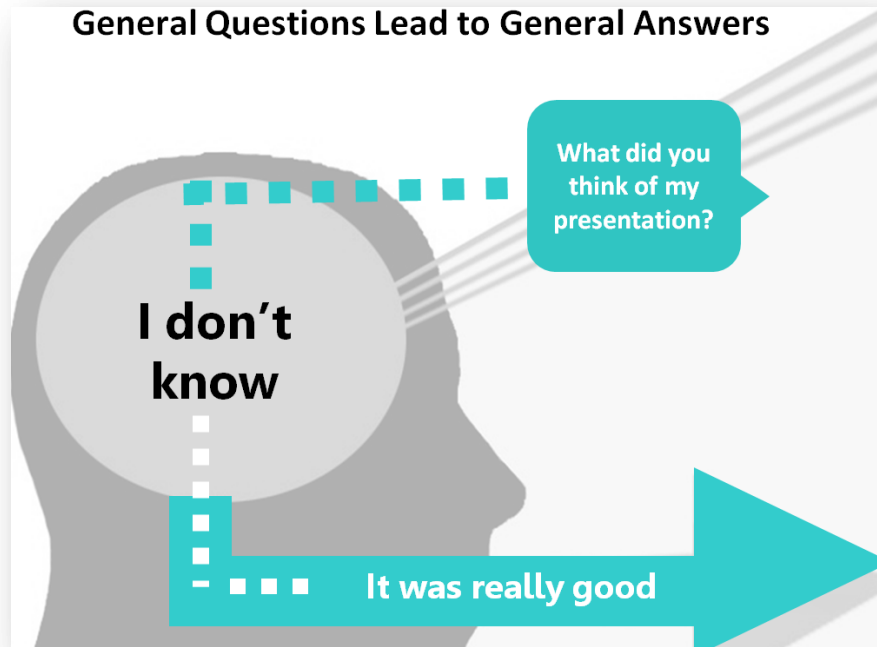 General Questions Lead to General Answers
What did you
think of my
presentation?
I don’t
know
It was really good